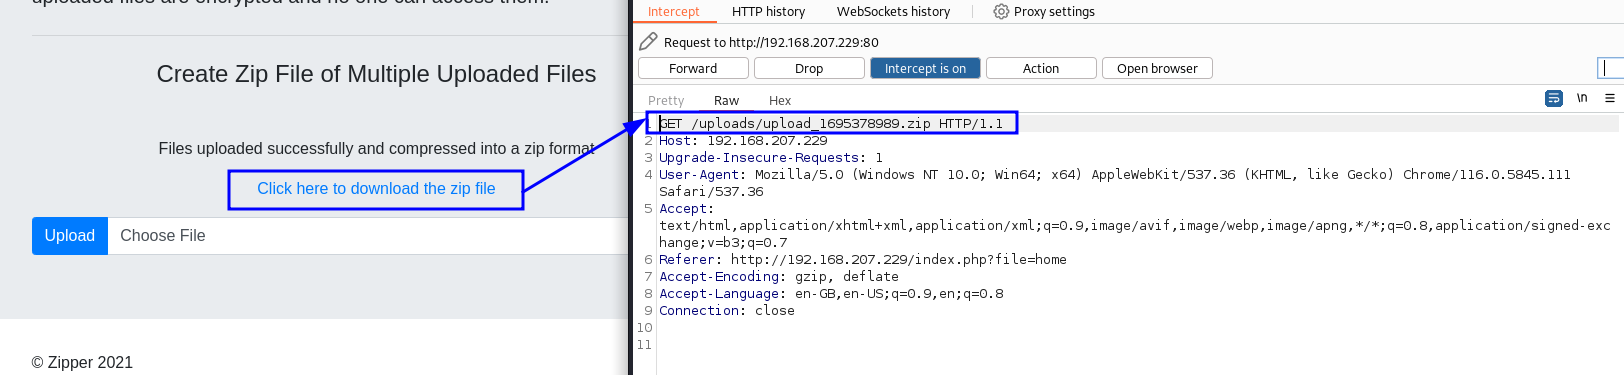 uploaded files are encrypted and no one can access them.
Create Zip File of Multiple Uploaded Files
Files uploaded successfully and compressed into a zip format
Click here to download the zip file
Upload Choose File
© Zipper 2021
Intercept HTTP history WebSockets history Proxy settings
Request to http://192.168.207.229:80
Forward Drop Intercept is on Action Open browser
Pretty Raw Hex \n
1 GET /uploads/upload_1695378989.zip HTTP/1.1
2 Host: 192.168.207.229
3 Upgrade-Insecure-Requests: 1
4 User-Agent: Mozilla/5.0 (Windows NT 10.0; Win64; x64) AppleWebKit/537.36 (KHTML, like Gecko) Chrome/116.0.5845.111
Safari/537.36
5 Accept:
text/html,application/xhtml+xml,application/xml;q=0.9,image/avif,image/webp,image/apng,*/*;q=0.8,application/signed-exc
hange;v=b3;q=0.7
6 Referer: http://192.168.207.229/index.php?file=home
7 Accept-Encoding: gzip, deflate
8 Accept-Language: en-GB,en-US;q=0.9,en;q=0.8
9 Connection: close
10
11